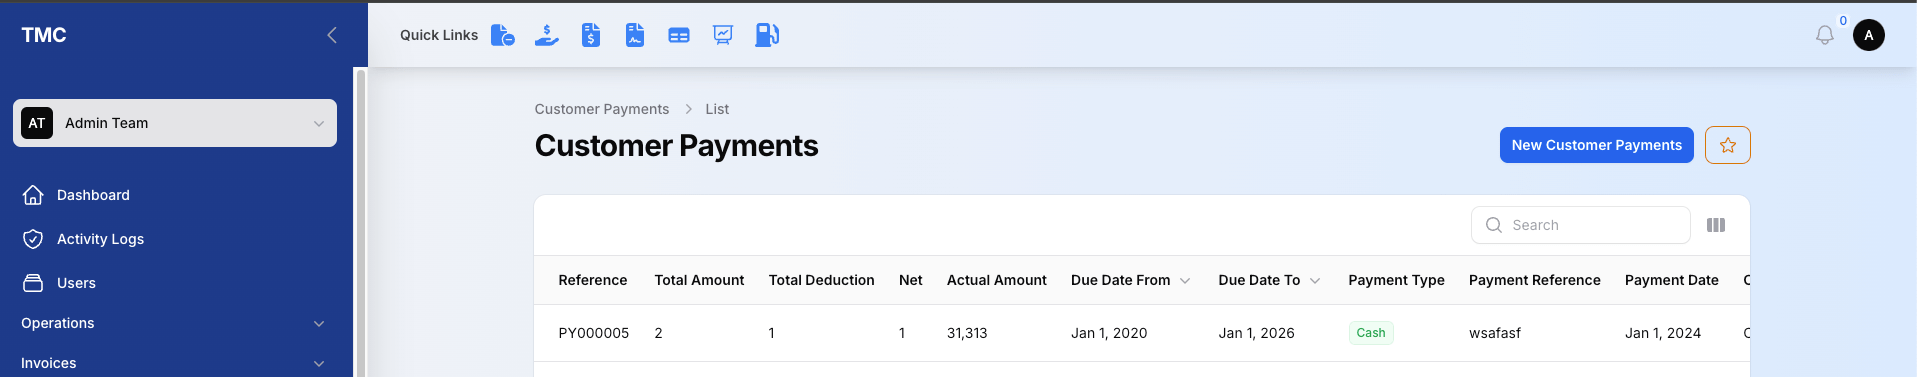 TMC
Quick Links
0
A
AT Admin Team
Dashboard
Activity Logs
Users
Operations
Invoices
Customer Payments > List
Customer Payments
New Customer Payments
Search
Reference Total Amount Total Deduction Net Actual Amount Due Date From Due Date To Payment Type Payment Reference Payment Date
PY000005 2 1 1 31,313 Jan 1, 2020 Jan 1, 2026 Cash wsafasf Jan 1, 2024